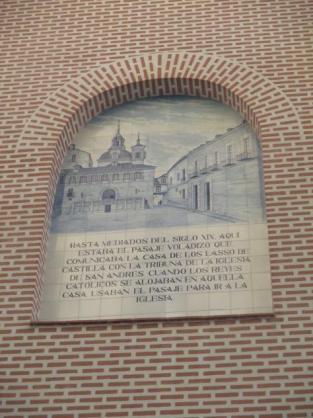 HASTA MEDIADOS DEL SIGLO XIX AQUI
ESTABA EL PASAJE VOLADIZO QUE
COMUNICABA LA CASA DE LOS LASSO DE
CASTILLA CON LA TRIBUNA DE LA IGLESIA
DE SAN ANDRES. CUANDO LOS REYES
CATOLICOS SE ALOJABAN EN AQUELLA
CASA USABAN EL PASAJE PARA IR A LA
IGLESIA